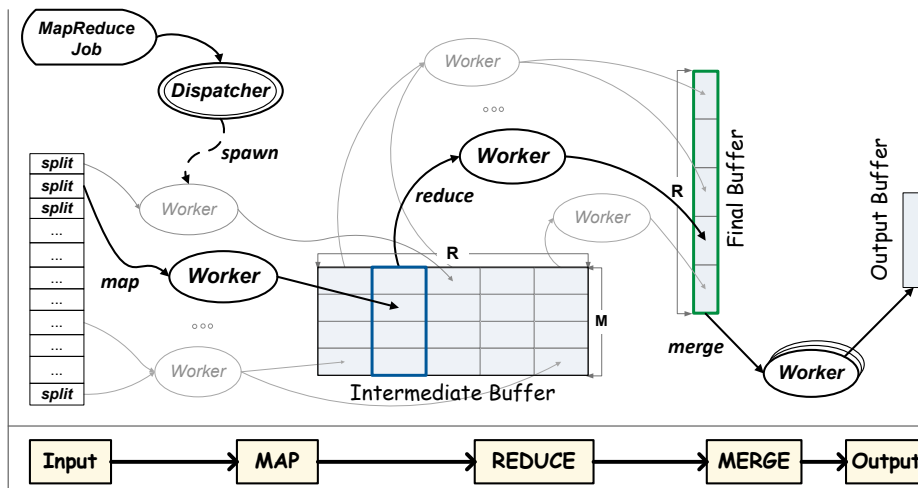 MapReduce
Job
Dispatcher
spawn
split
split
split
...
...
...
...
...
...
...
split
map
Worker
Worker
...
Worker
Worker
...
Worker
reduce
Worker
R
M
Intermediate Buffer
R
Final Buffer
merge
Worker
Output Buffer
Input
MAP
REDUCE
MERGE
Output